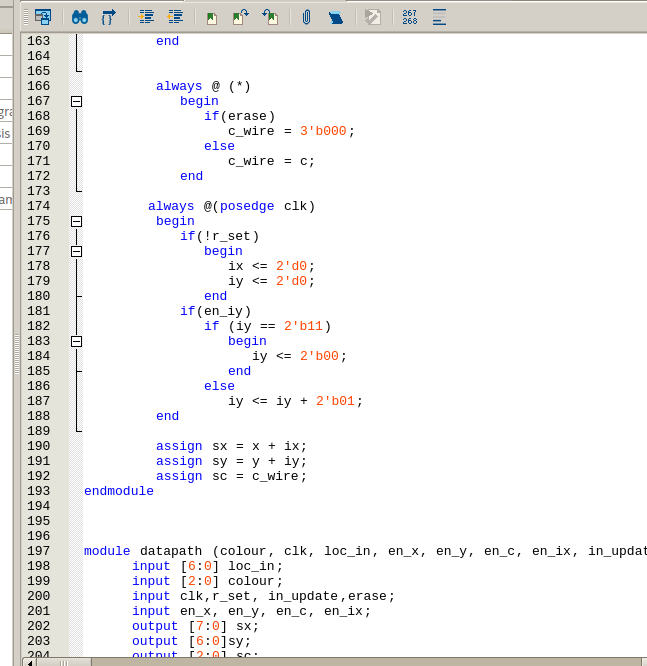 267
268
163 end
164
165
166 always @ (*)
167 begin
168 if(erase)
169 c_wire = 3'b000;
170 else
171 c_wire = c;
172 end
173
174 always @(posedge clk)
175 begin
176 if(!r_set)
177 begin
178 ix <= 2'd0;
179 iy <= 2'd0;
180 end
181 if(en_iy)
182 if (iy == 2'b11)
183 begin
184 iy <= 2'b00;
185 end
186 else
187 iy <= iy + 2'b01;
188 end
189
190 assign sx = x + ix;
191 assign sy = y + iy;
192 assign sc = c_wire;
193 endmodule
194
195
196
197 module datapath (colour, clk, loc_in, en_x, en_y, en_c, en_ix, in_updat
198 input [6:0] loc_in;
199 input [2:0] colour;
200 input clk,r_set, in_update,erase;
201 input en_x, en_y, en_c, en_ix;
202 output [7:0] sx;
203 output [6:0]sy;
204 output [2:0] sc;